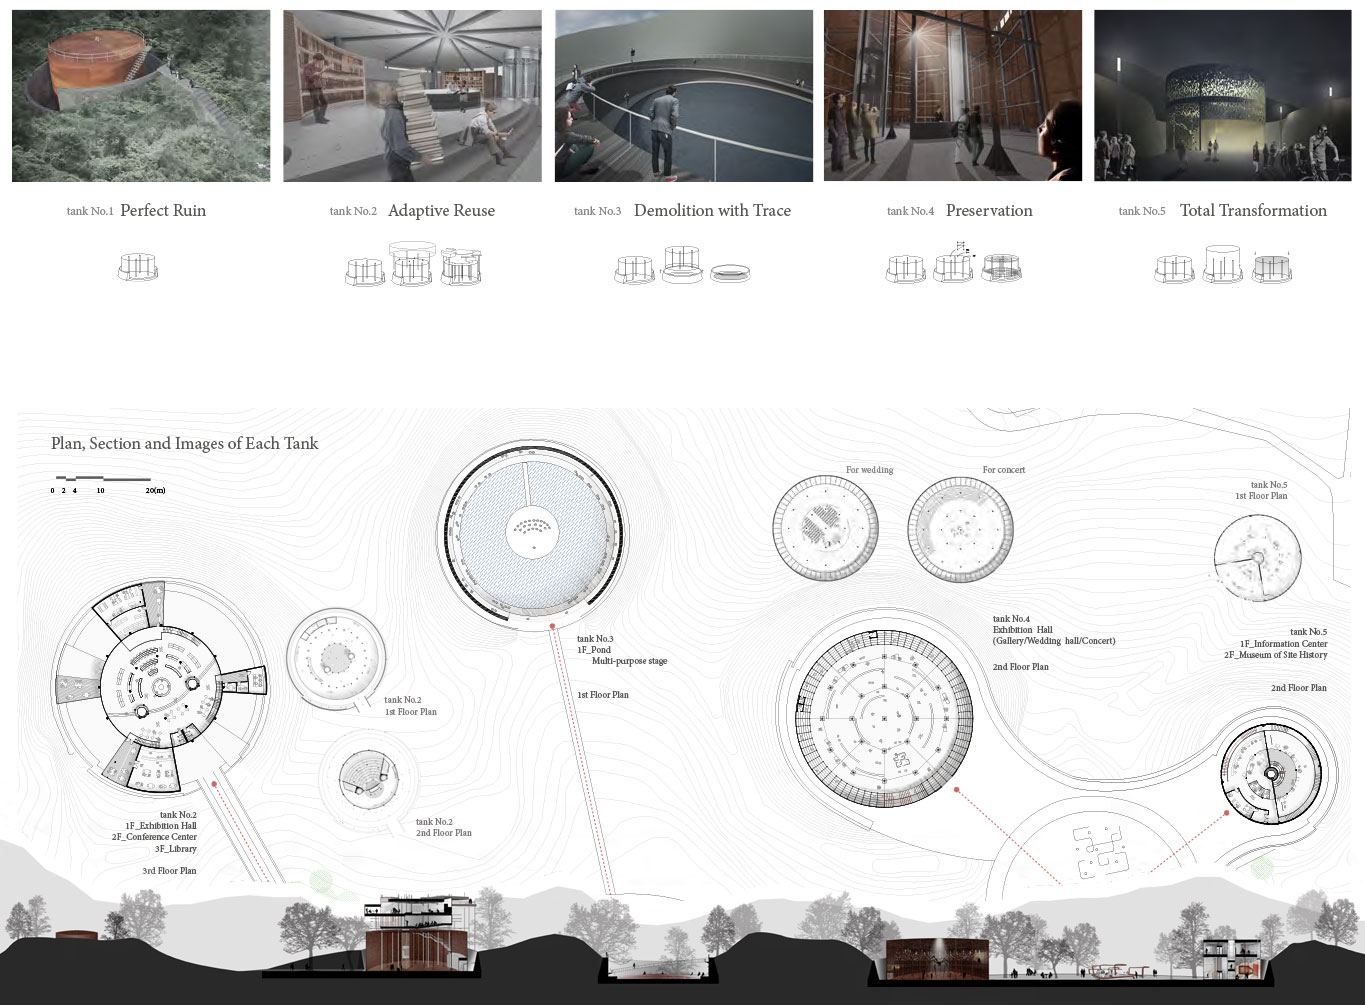 tank No.1 Perfect Ruin
tank No.2 Adaptive Reuse
tank No.3 Demolition with Trace
tank No.4 Preservation
tank No.5 Total Transformation
Plan, Section and Images of Each Tank
0 2 4 10 20(m)
For wedding
For concert
tank No.5
1st Floor Plan
tank No.4
Exhibition Hall
(Gallery/Wedding hall/Concert)
2nd Floor Plan
tank No.5
1F_Information Center
2F_Museum of Site History
2nd Floor Plan
tank No.3
1F_Pond
Multi-purpose stage
1st Floor Plan
tank No.2
1st Floor Plan
tank No.2
2nd Floor Plan
tank No.2
1F_Exhibition Hall
2F_Conference Center
3F_Library
3rd Floor Plan